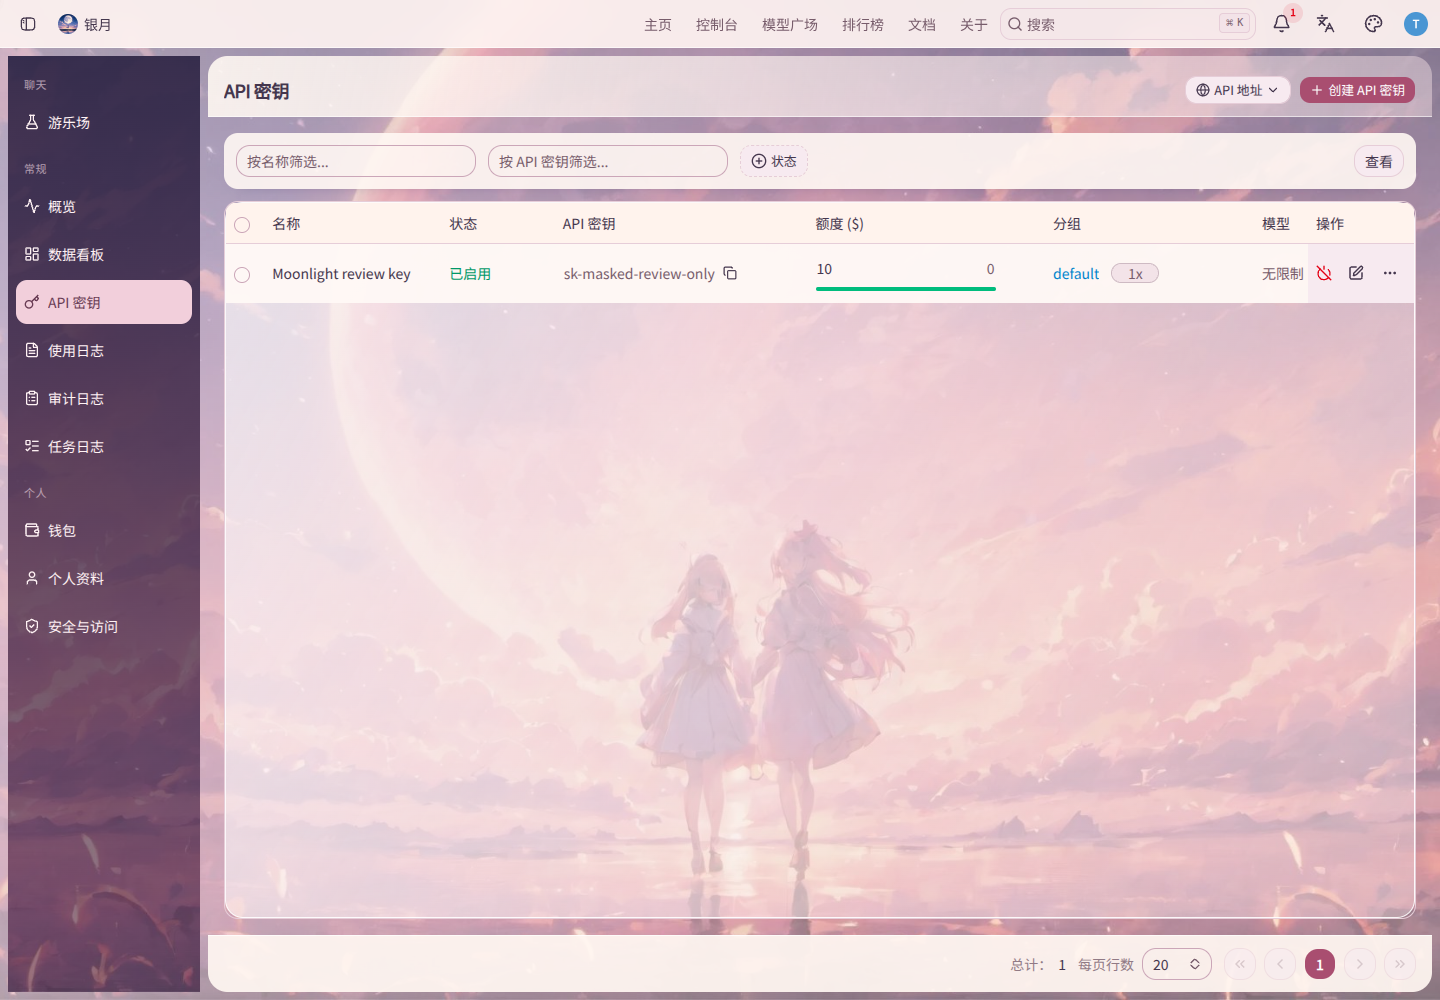 银月
主页 控制台 模型广场 排行榜 文档 关于 搜索 ⌘ K 1 T
聊天
游乐场
常规
概览
数据看板
API 密钥
使用日志
审计日志
任务日志
个人
钱包
个人资料
安全与访问
API 密钥
API 地址 创建 API 密钥
按名称筛选... 按 API 密钥筛选... 状态 查看
名称 状态 API 密钥 额度 ($) 分组 模型 操作
Moonlight review key 已启用 sk-masked-review-only 10 0 default 1x 无限制
总计： 1 每页行数 20 1